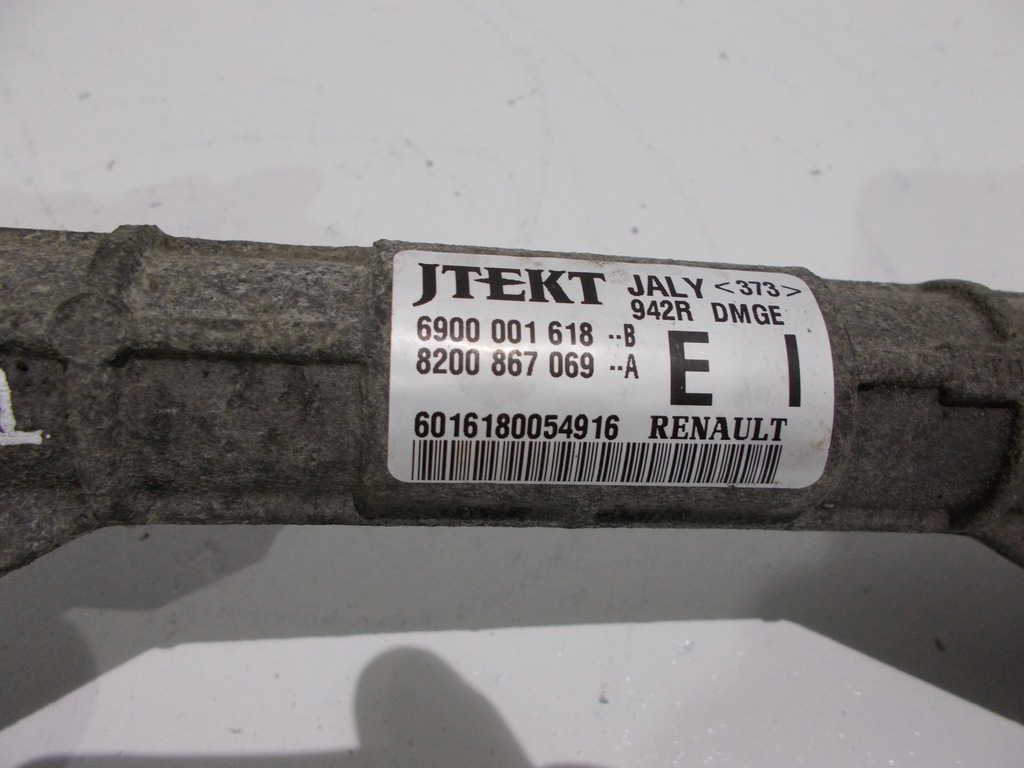 JTEKT JALY <373>
942R DMGE
6900 001 618 --B
8200 867 069 --A
E I
6016180054916 RENAULT